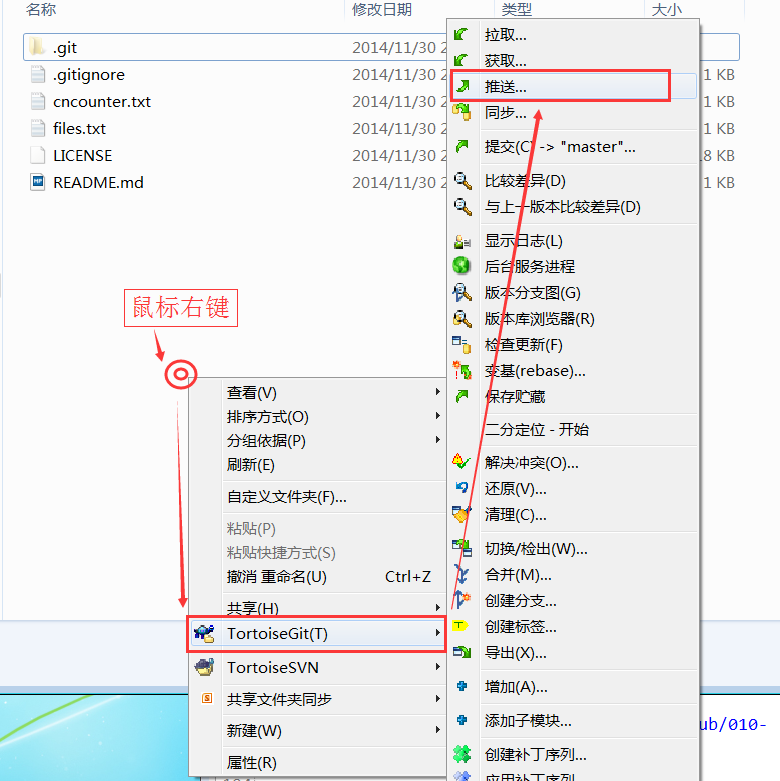 名称 修改日期 类型 大小
.git 2014/11/30 2
.gitignore 2014/11/30 2 1 KB
cncounter.txt 2014/11/30 2
files.txt 2014/11/30 2
LICENSE 2014/11/30 2 8 KB
README.md 2014/11/30 2 1 KB
鼠标右键
查看(V)
排序方式(O)
分组依据(P)
刷新(E)
自定义文件夹(F)...
粘贴(P)
粘贴快捷方式(S)
撤消 重命名(U) Ctrl+Z
共享(H)
TortoiseGit(T)
TortoiseSVN
共享文件夹同步
新建(W)
属性(R)
拉取...
获取...
推送...
同步...
提交(C) -> "master"...
比较差异(D)
与上一版本比较差异(D)
显示日志(L)
后台服务进程
版本分支图(G)
版本库浏览器(R)
检查更新(F)
变基(rebase)...
保存贮藏
二分定位 - 开始
解决冲突(O)...
还原(V)...
清理(C)...
切换/检出(W)...
合并(M)...
创建分支...
创建标签...
导出(X)...
增加(A)...
添加子模块...
创建补丁序列...
应用补丁序列...
ub/010-